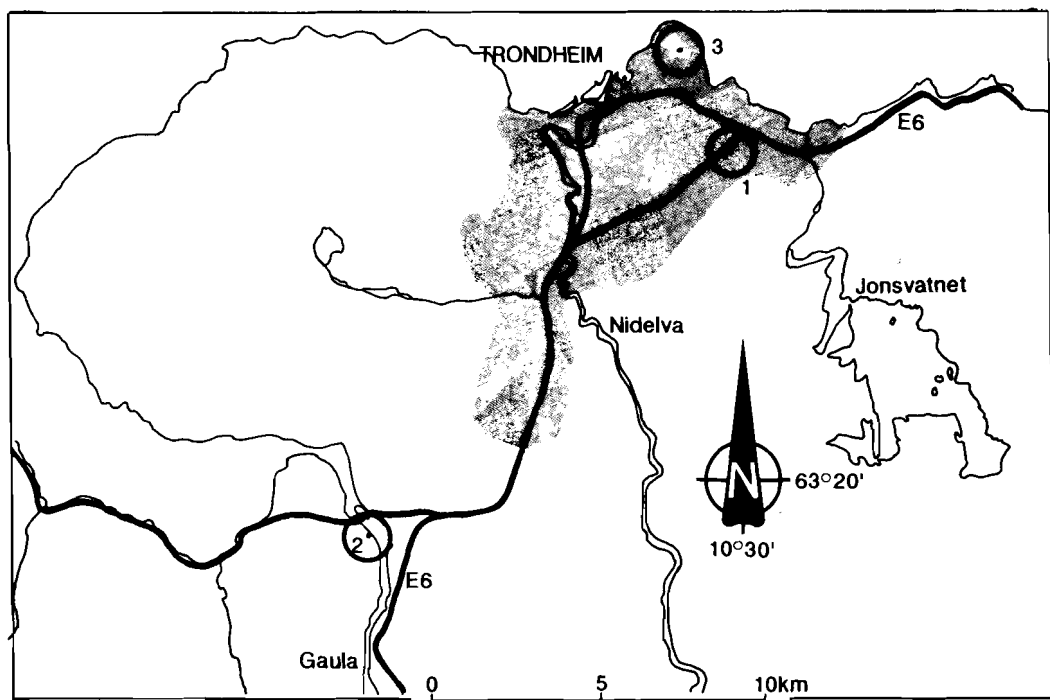 TRONDHEIM
3
E6
1
Jonsvatnet
Nidelva
N
63°20'
10°30'
2
E6
Gaula
0 5 10km